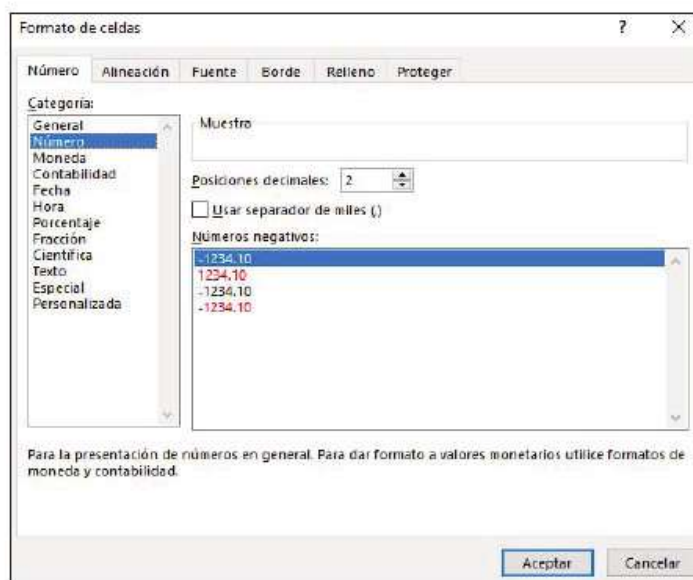 Formato de celdas ? X
Número Alineación Fuente Borde Relleno Proteger
Categoría:
General
Número
Moneda
Contabilidad
Fecha
Hora
Porcentaje
Fracción
Científica
Texto
Especial
Personalizada
Muestra
Posiciones decimales: 2
Usar separador de miles (,)
Números negativos:
-1234.10
1234.10
-1234.10
-1234.10
Para la presentación de números en general. Para dar formato a valores monetarios utilice formatos de
moneda y contabilidad.
Aceptar Cancelar